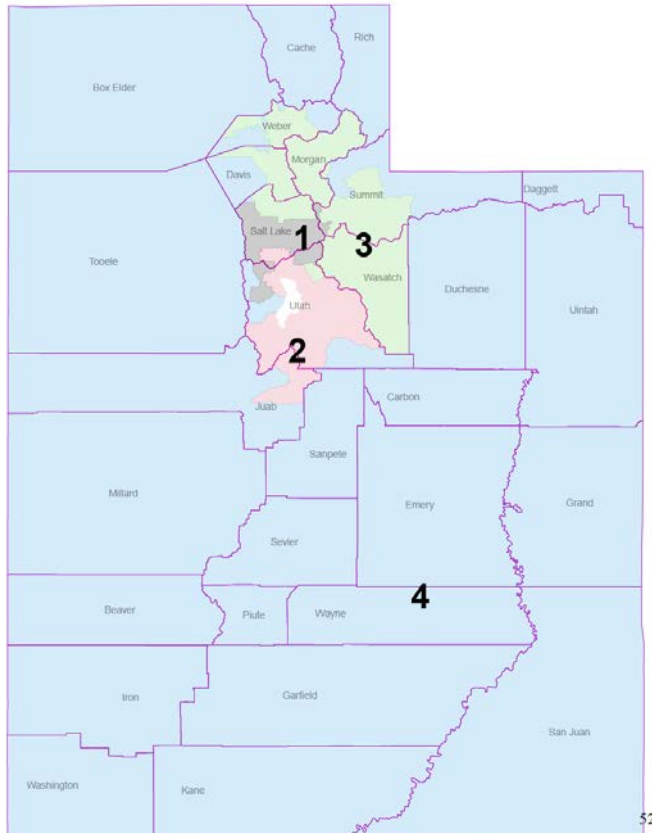 Rich
Cache
Box Elder
Weber
Morgan
Davis
Summit
Daggett
Salt Lake
1
3
Tooele
Wasatch
Duchesne
Uintah
Utah
2
Carbon
Juab
Sanpete
Millard
Emery
Grand
Sevier
4
Beaver
Piute
Wayne
Iron
Garfield
San Juan
Washington
Kane
52